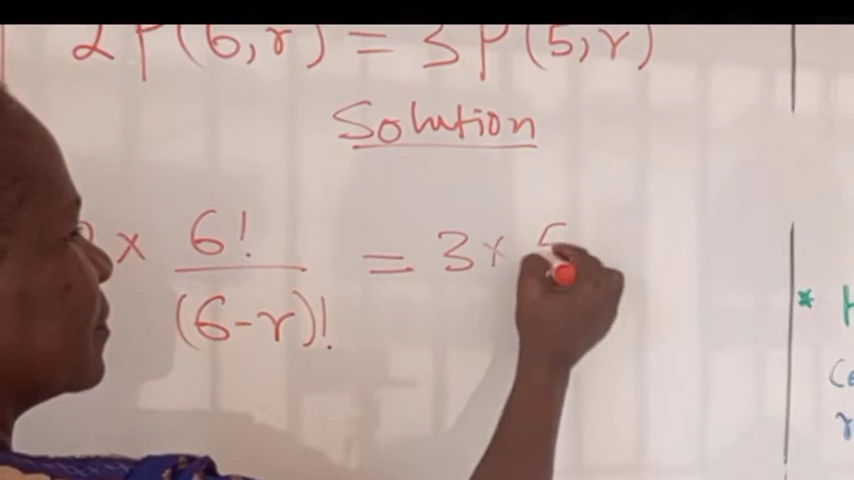 2P(6,r) = 3P(5,r)
Solution
× 6! = 3 × 5
(6-r)!
*